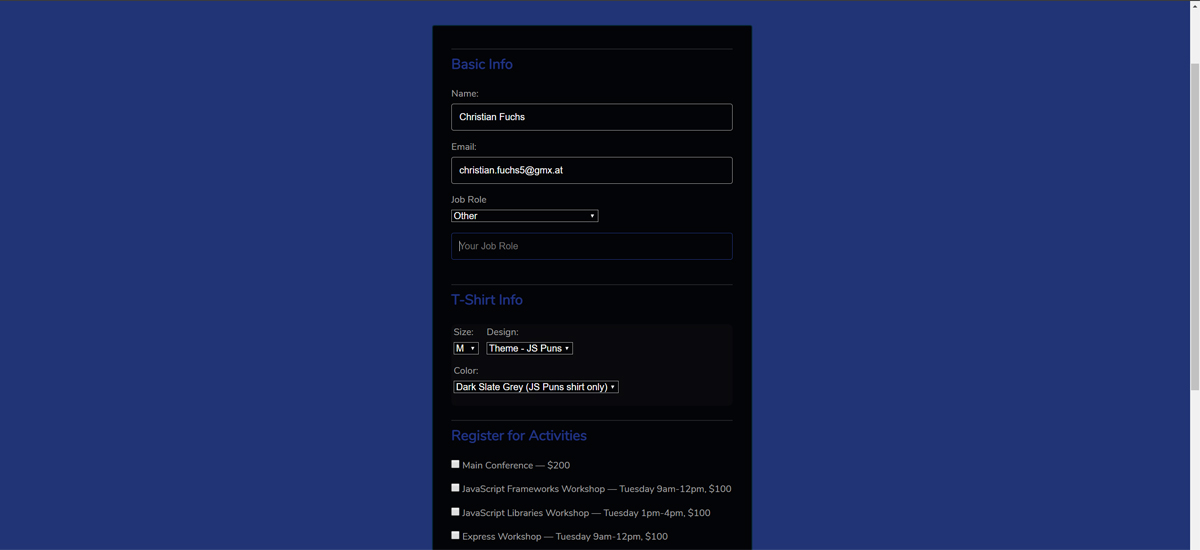 Basic Info
Name:
Christian Fuchs
Email:
christian.fuchs5@gmx.at
Job Role
Other
Your Job Role
T-Shirt Info
Size: Design:
M Theme - JS Puns
Color:
Dark Slate Grey (JS Puns shirt only)
Register for Activities
Main Conference — $200
JavaScript Frameworks Workshop — Tuesday 9am-12pm, $100
JavaScript Libraries Workshop — Tuesday 1pm-4pm, $100
Express Workshop — Tuesday 9am-12pm, $100